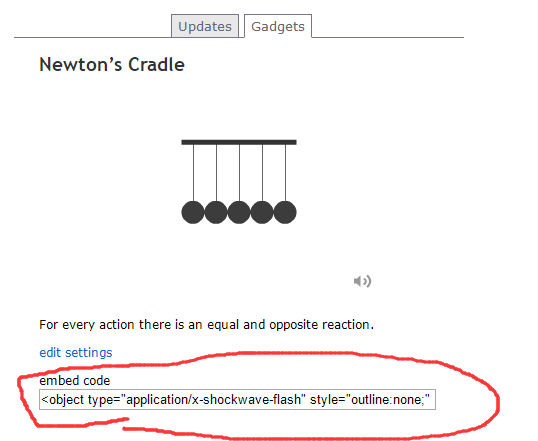 Updates Gadgets
Newton's Cradle
For every action there is an equal and opposite reaction.
edit settings
embed code
<object type="application/x-shockwave-flash" style="outline:none;"